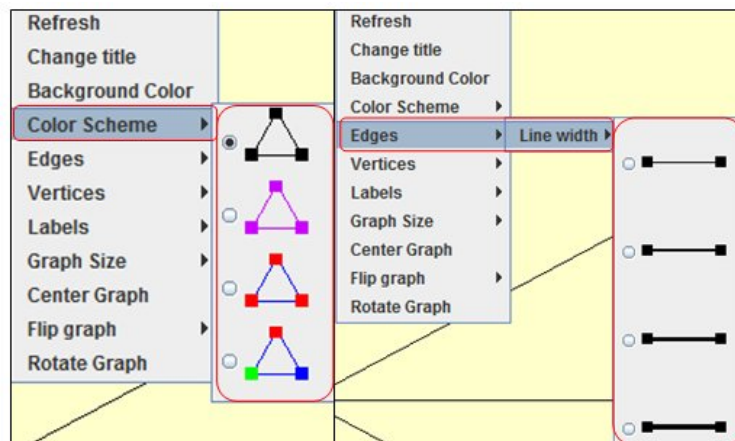 Refresh
Change title
Background Color
Color Scheme
Edges
Vertices
Labels
Graph Size
Center Graph
Flip graph
Rotate Graph
Refresh
Change title
Background Color
Color Scheme
Edges
Line width
Vertices
Labels
Graph Size
Center Graph
Flip graph
Rotate Graph